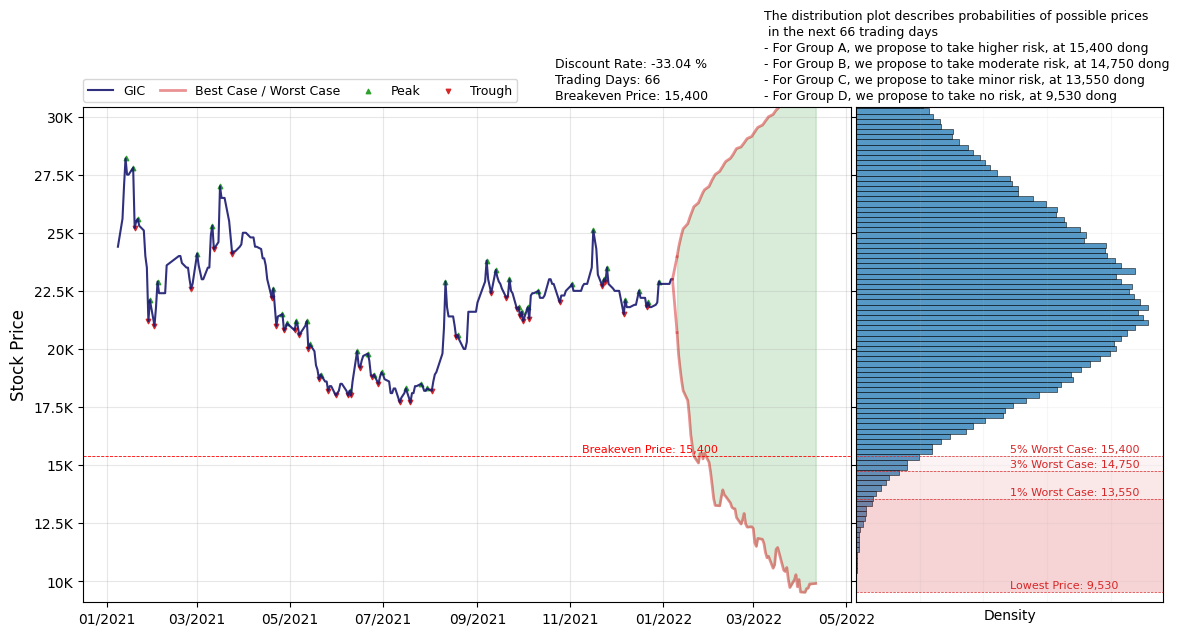 The distribution plot describes probabilities of possible prices
in the next 66 trading days
- For Group A, we propose to take higher risk, at 15,400 dong
- For Group B, we propose to take moderate risk, at 14,750 dong
- For Group C, we propose to take minor risk, at 13,550 dong
- For Group D, we propose to take no risk, at 9,530 dong
Discount Rate: -33.04 %
Trading Days: 66
Breakeven Price: 15,400
GIC
Best Case / Worst Case
Peak
Trough
Stock Price
30K
27.5K
25K
22.5K
20K
17.5K
15K
12.5K
10K
Breakeven Price: 15,400
5% Worst Case: 15,400
3% Worst Case: 14,750
1% Worst Case: 13,550
Lowest Price: 9,530
01/2021
03/2021
05/2021
07/2021
09/2021
11/2021
01/2022
03/2022
05/2022
Density